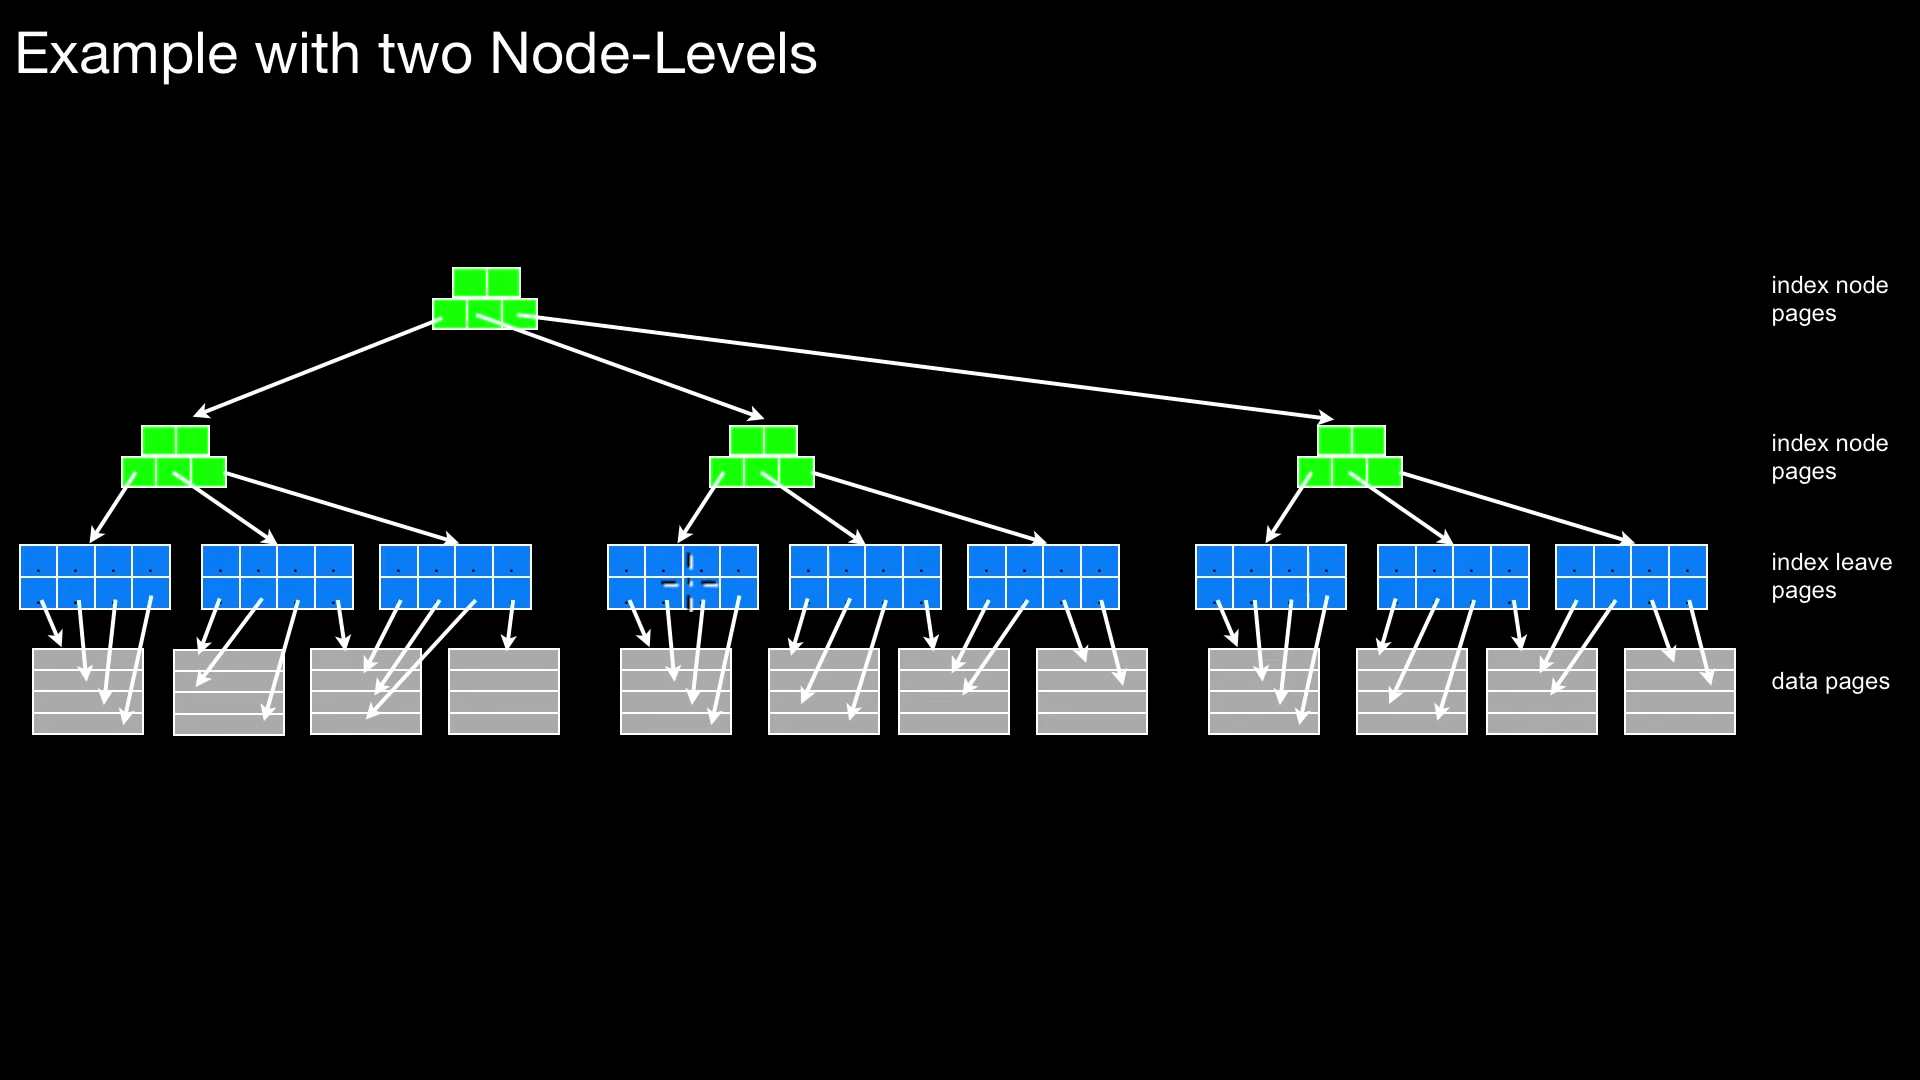 Example with two Node-Levels
index node
pages
index node
pages
index leave
pages
data pages